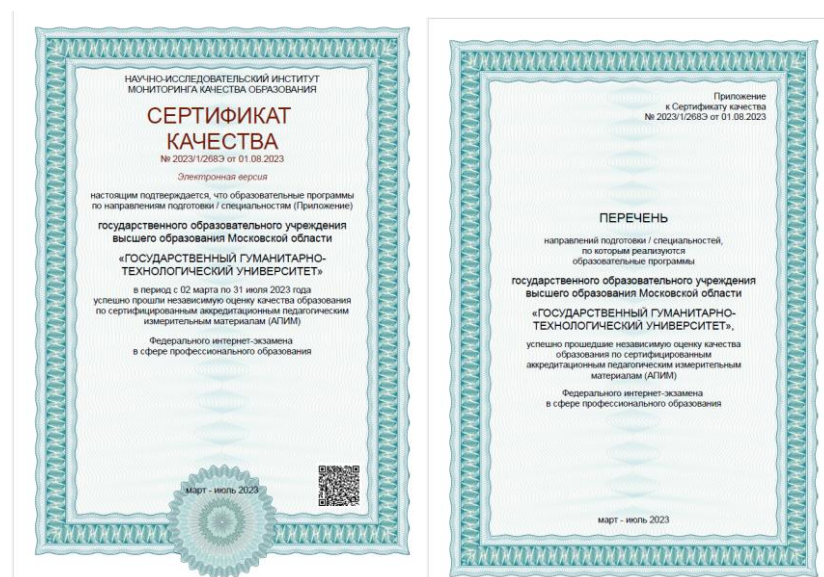 НАУЧНО-ИССЛЕДОВАТЕЛЬСКИЙ ИНСТИТУТ
МОНИТОРИНГА КАЧЕСТВА ОБРАЗОВАНИЯ
СЕРТИФИКАТ
КАЧЕСТВА
№ 2023/1/268Э от 01.08.2023
Электронная версия
настоящим подтверждается, что образовательные программы
по направлениям подготовки / специальностям (Приложение)
государственного образовательного учреждения
высшего образования Московской области
«ГОСУДАРСТВЕННЫЙ ГУМАНИТАРНО-
ТЕХНОЛОГИЧЕСКИЙ УНИВЕРСИТЕТ»
в период с 02 марта по 31 июля 2023 года
успешно прошли независимую оценку качества образования
по сертифицированным аккредитационным педагогическим
измерительным материалам (АПИМ)
Федерального интернет-экзамена
в сфере профессионального образования
март - июль 2023
Приложение
к Сертификату качества
№ 2023/1/268Э от 01.08.2023
ПЕРЕЧЕНЬ
направлений подготовки / специальностей,
по которым реализуются
образовательные программы
государственного образовательного учреждения
высшего образования Московской области
«ГОСУДАРСТВЕННЫЙ ГУМАНИТАРНО-
ТЕХНОЛОГИЧЕСКИЙ УНИВЕРСИТЕТ»,
успешно прошедшие независимую оценку качества
образования по сертифицированным
аккредитационным педагогическим измерительным
материалам (АПИМ)
Федерального интернет-экзамена
в сфере профессионального образования
март - июль 2023